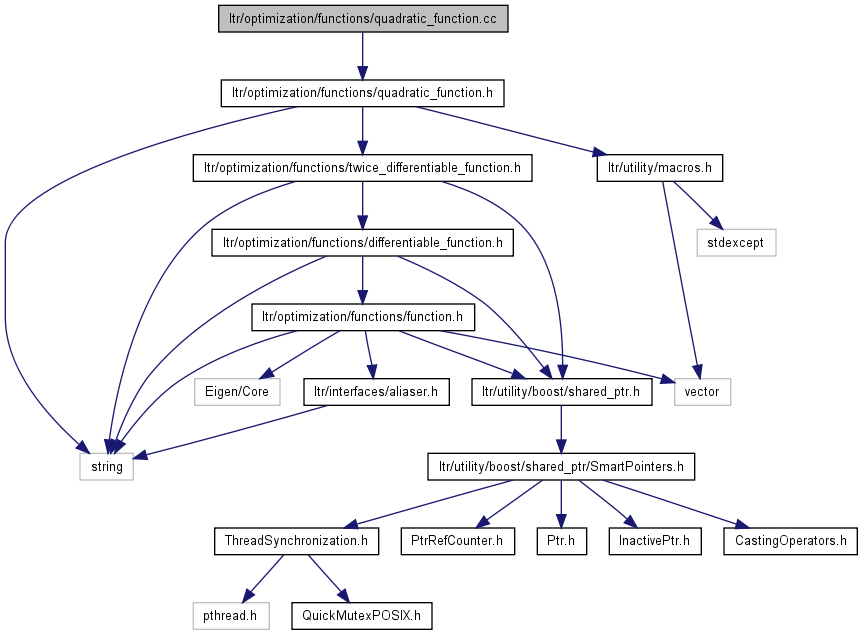 ltr/optimization/functions/quadratic_function.cc
ltr/optimization/functions/quadratic_function.h
ltr/optimization/functions/twice_differentiable_function.h
ltr/utility/macros.h
ltr/optimization/functions/differentiable_function.h
stdexcept
ltr/optimization/functions/function.h
Eigen/Core
ltr/interfaces/aliaser.h
ltr/utility/boost/shared_ptr.h
vector
string
ltr/utility/boost/shared_ptr/SmartPointers.h
ThreadSynchronization.h
PtrRefCounter.h
Ptr.h
InactivePtr.h
CastingOperators.h
pthread.h
QuickMutexPOSIX.h